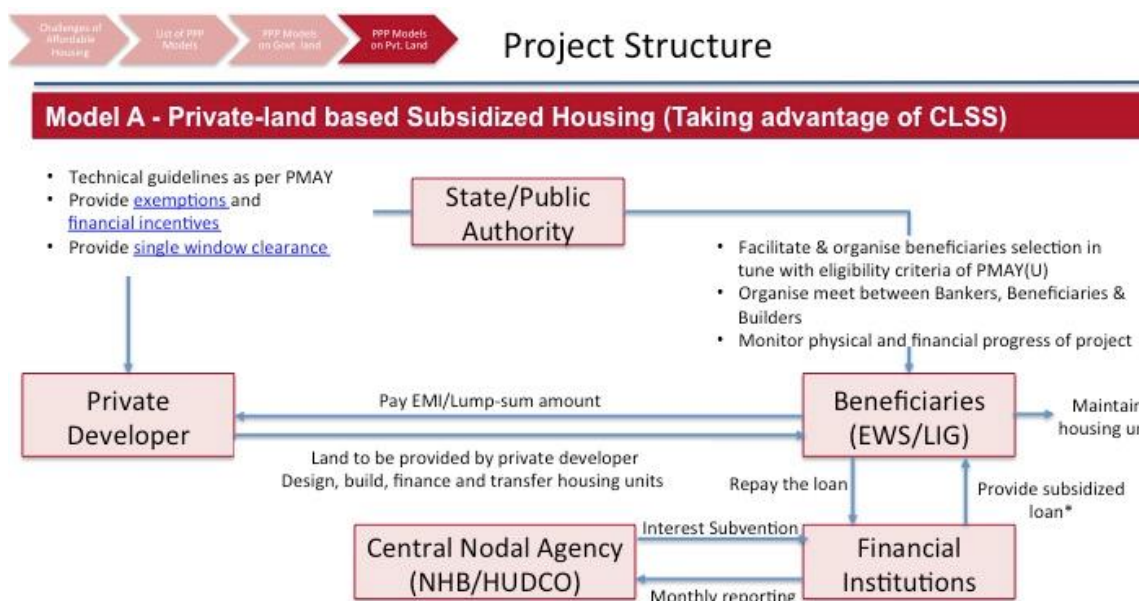 Challenges of
Affordable
Housing
List of PPP
Models
PPP Models
on Govt. land
PPP Models
on Pvt. Land
Project Structure
Model A - Private-land based Subsidized Housing (Taking advantage of CLSS)
• Technical guidelines as per PMAY
• Provide exemptions and
financial incentives
• Provide single window clearance
State/Public
Authority
• Facilitate & organise beneficiaries selection in
tune with eligibility criteria of PMAY(U)
• Organise meet between Bankers, Beneficiaries &
Builders
• Monitor physical and financial progress of project
Private
Developer
Pay EMI/Lump-sum amount
Beneficiaries
(EWS/LIG)
Maintain
housing un
Land to be provided by private developer
Design, build, finance and transfer housing units
Repay the loan
Provide subsidized
loan*
Central Nodal Agency
(NHB/HUDCO)
Interest Subvention
Monthly reporting
Financial
Institutions